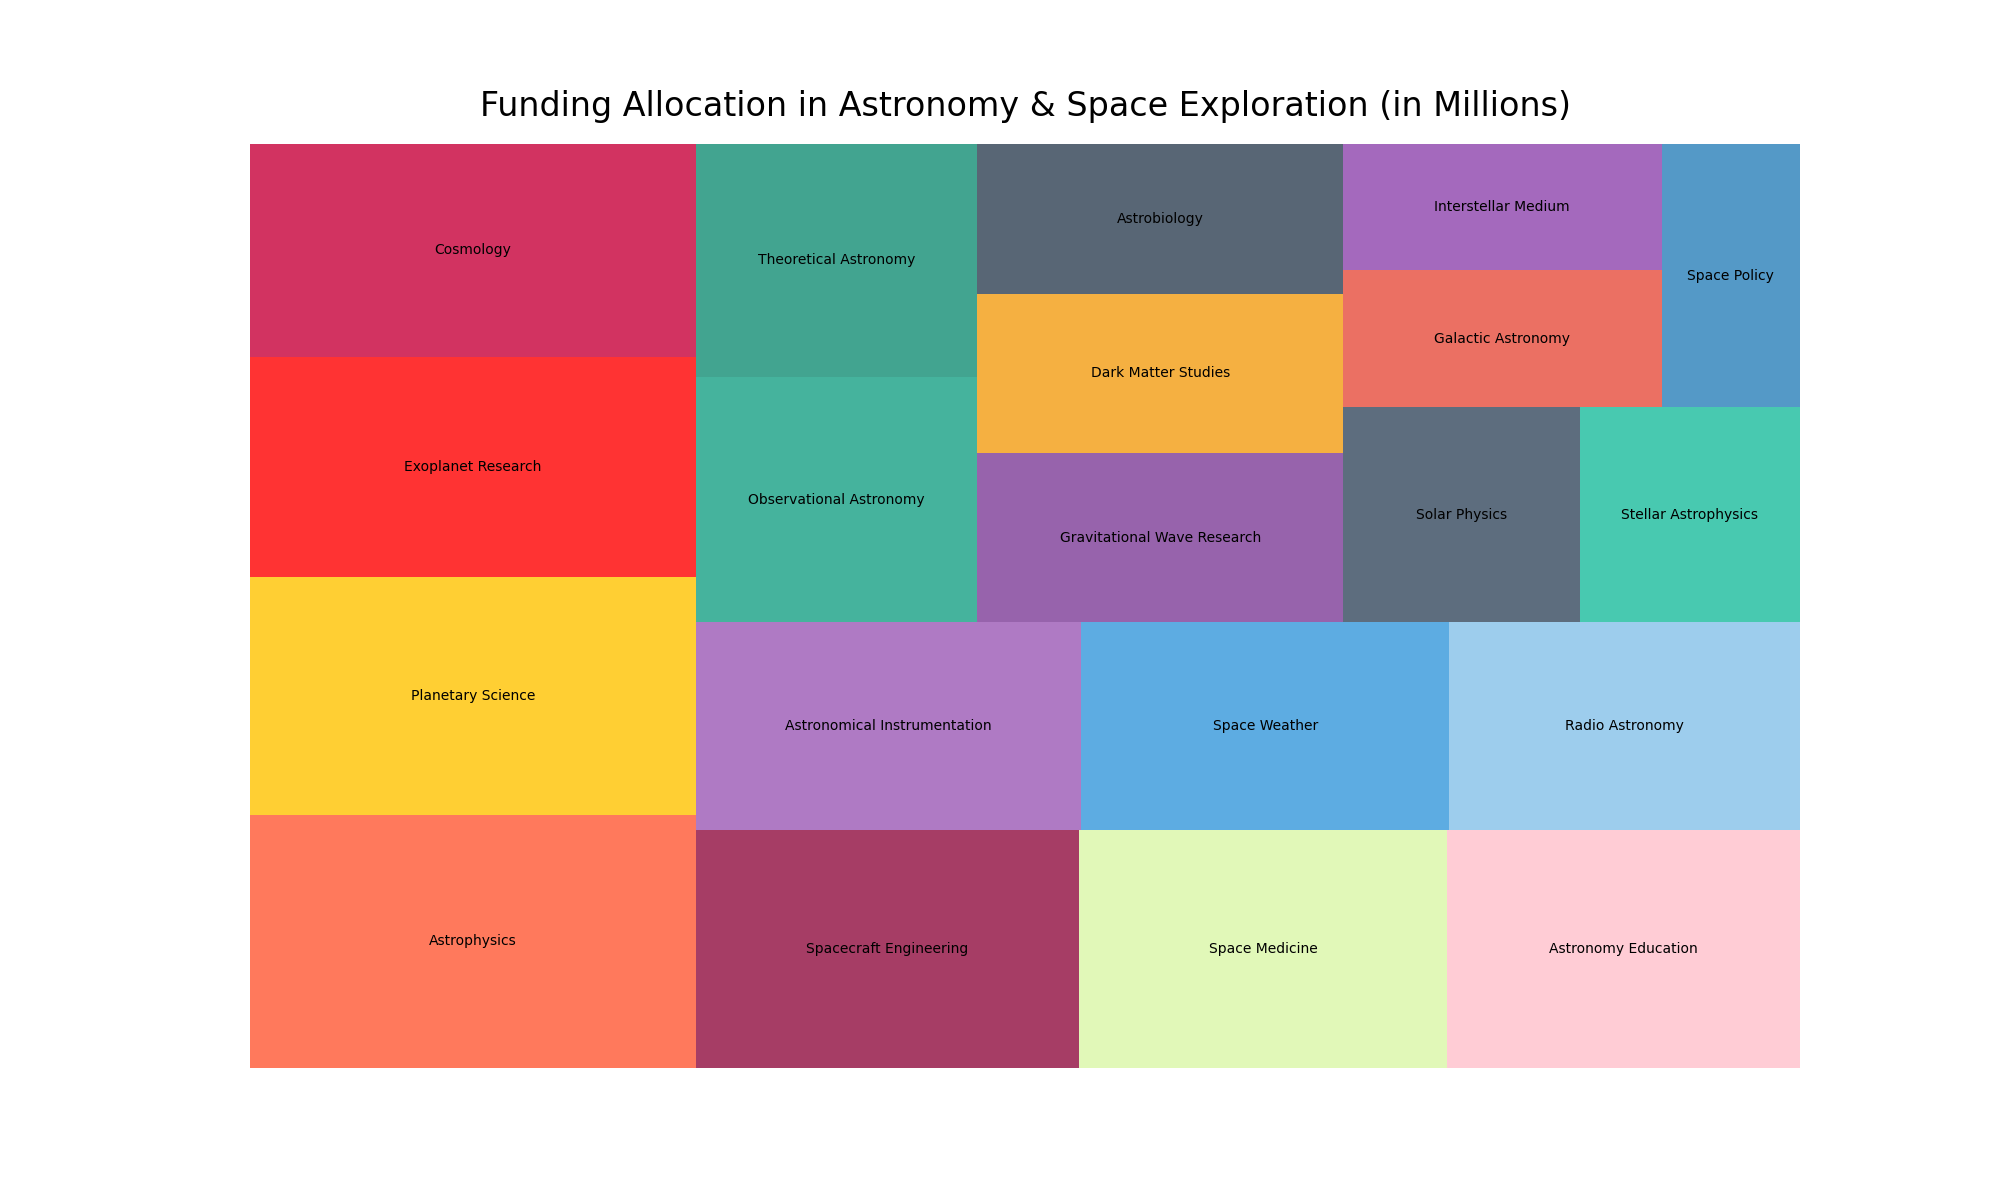 Funding Allocation in Astronomy & Space Exploration (in Millions)
Cosmology
Exoplanet Research
Planetary Science
Astrophysics
Theoretical Astronomy
Observational Astronomy
Astrobiology
Dark Matter Studies
Gravitational Wave Research
Interstellar Medium
Galactic Astronomy
Space Policy
Solar Physics
Stellar Astrophysics
Astronomical Instrumentation
Space Weather
Radio Astronomy
Spacecraft Engineering
Space Medicine
Astronomy Education